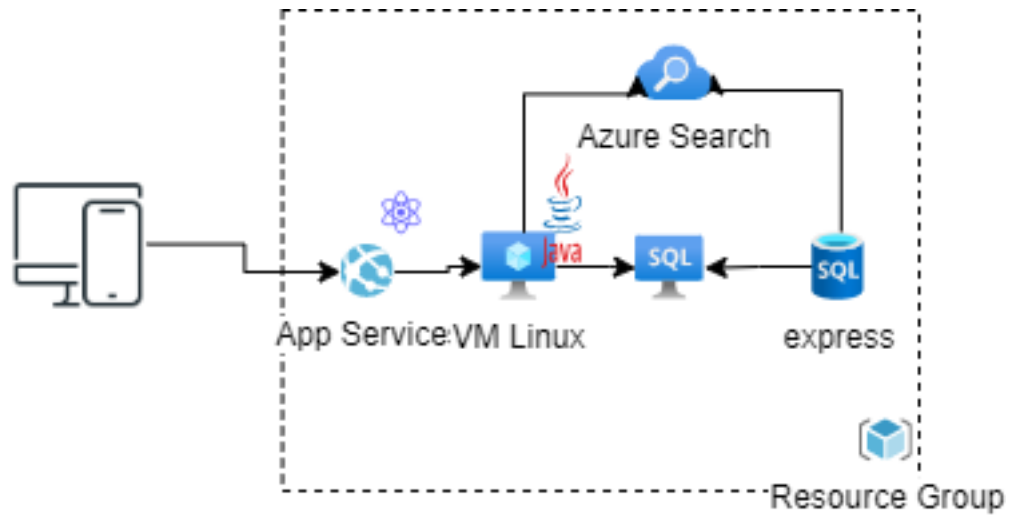 Azure Search
Java
SQL
SQL
App Service:
VM Linux
express
Resource Group